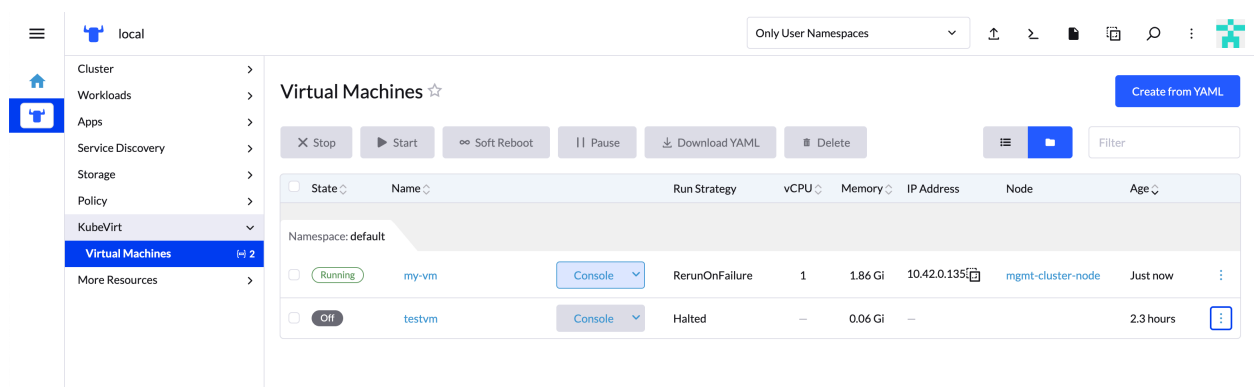 local
Only User Namespaces
Cluster
Workloads
Apps
Service Discovery
Storage
Policy
KubeVirt
Virtual Machines 2
More Resources
Virtual Machines
Create from YAML
Stop
Start
Soft Reboot
Pause
Download YAML
Delete
Filter
State Name Run Strategy vCPU Memory IP Address Node Age
Namespace: default
Running my-vm Console RerunOnFailure 1 1.86 Gi 10.42.0.135 mgmt-cluster-node Just now
Off testvm Console Halted — 0.06 Gi — 2.3 hours